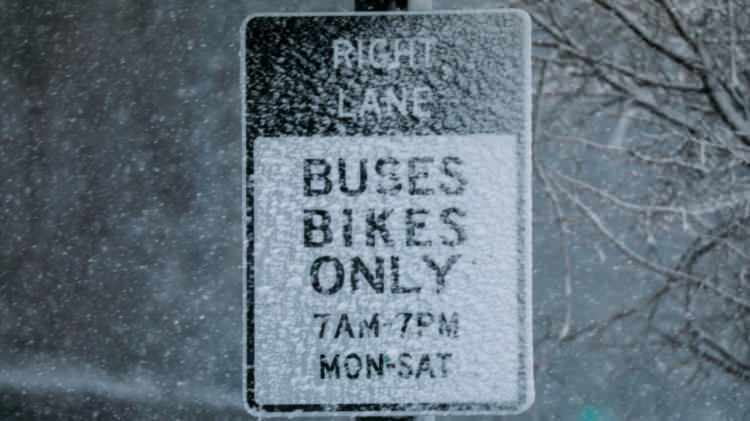 RIGHT
LANE
BUSES
BIKES
ONLY
7AM-7PM
MON-SAT